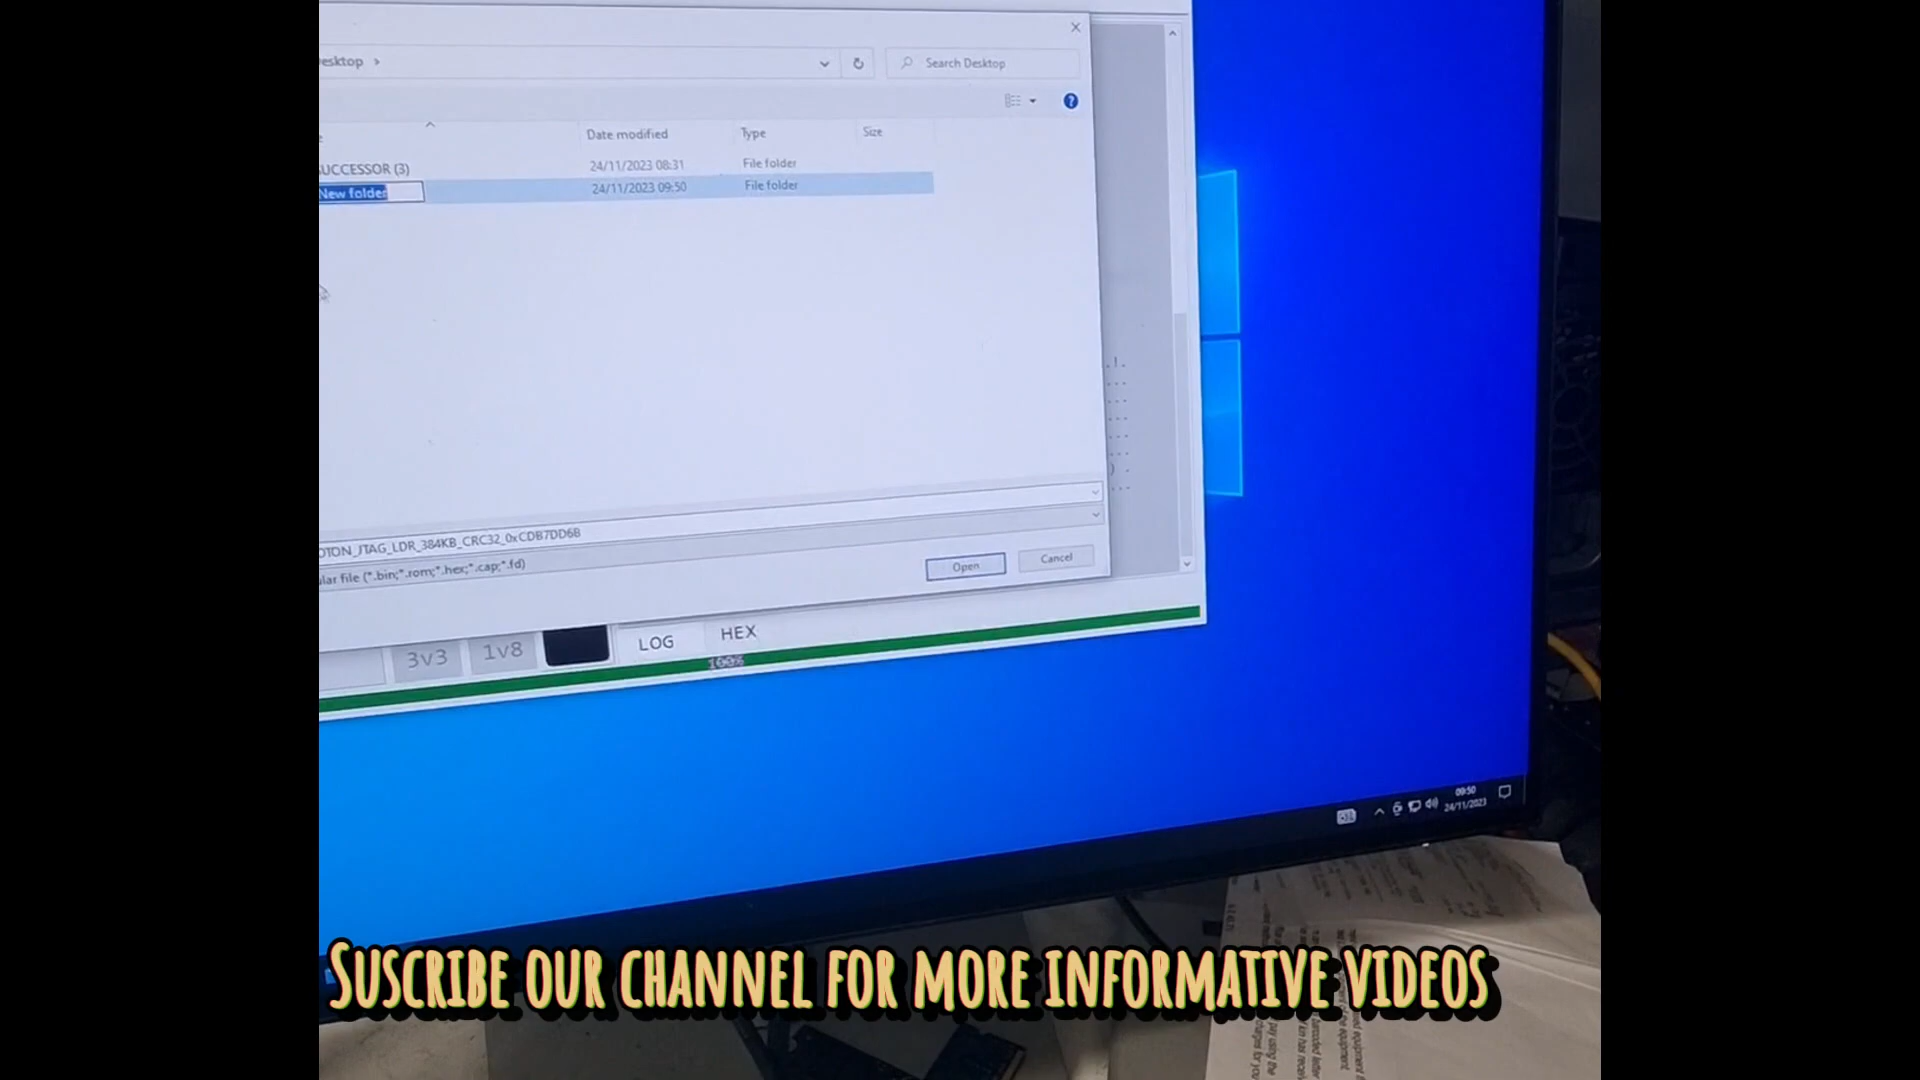 esktop >
Search Desktop
Date modified
Type
Size
UCCESSOR (3)
24/11/2023 08:31
File folder
New folder
24/11/2023 09:50
File folder
OTON_JTAG_LDR_384KB_CRC32_0xCDB7DD6B
ular file (*.bin;*.rom;*.hex;*.cap;*.fd)
Open
Cancel
3v3
1v8
LOG
HEX
100%
09:50
24/11/2023
SUSCRIBE OUR CHANNEL FOR MORE INFORMATIVE VIDEOS